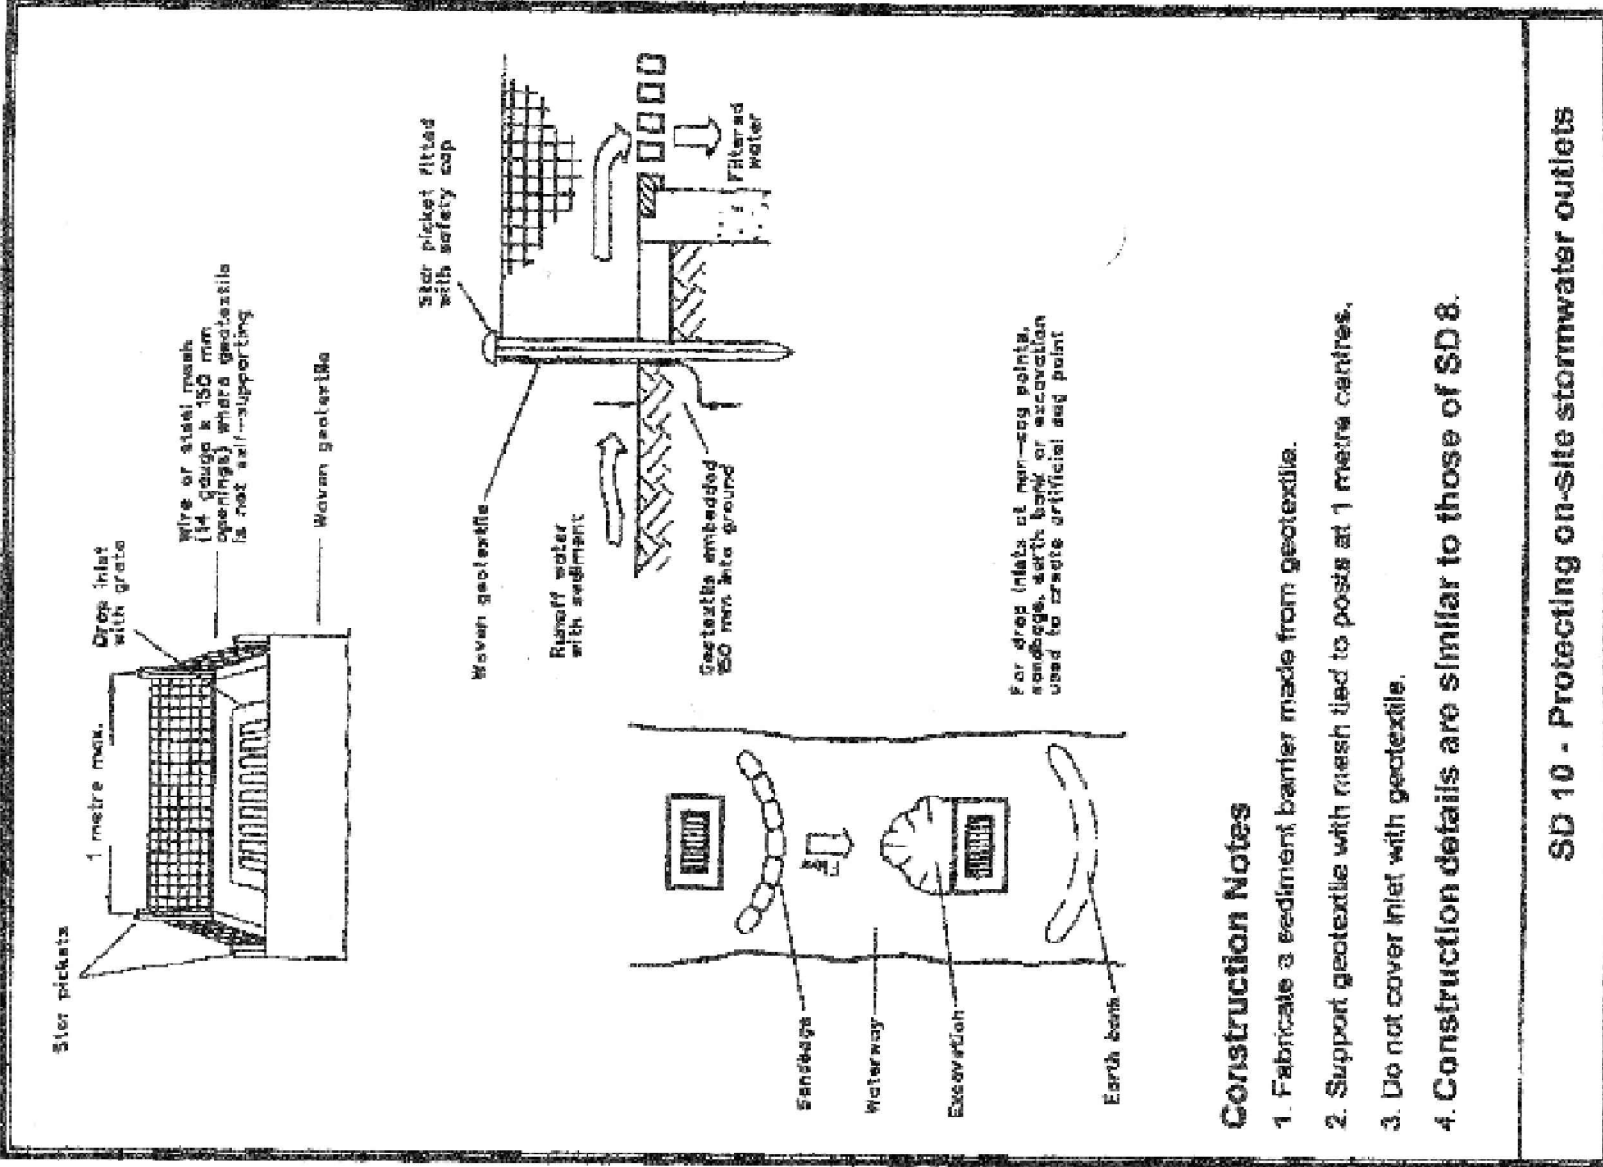 Star pickets
1 metre max.
Drop inlet
with grate
Wire or steel mesh
(14 gauge x 150 mm
openings) where geotextile
is not self-supporting
Woven geotextile
Star picket fitted
with safety cap
Woven geotextile
Runoff water
with sediment
Geotextile embedded
150 mm into ground
Filtered
water
For drop inlets at non-sag points,
sandbags, earth bank or excavation
used to create artificial sag point
Sandbags
Waterway
Flow
Excavation
Earth bank
Construction Notes
1. Fabricate a sediment barrier made from geotextile.
2. Support geotextile with mesh tied to posts at 1 metre centres.
3. Do not cover inlet with geotextile.
4. Construction details are similar to those of SD 8.
SD 10 - Protecting on-site stormwater outlets